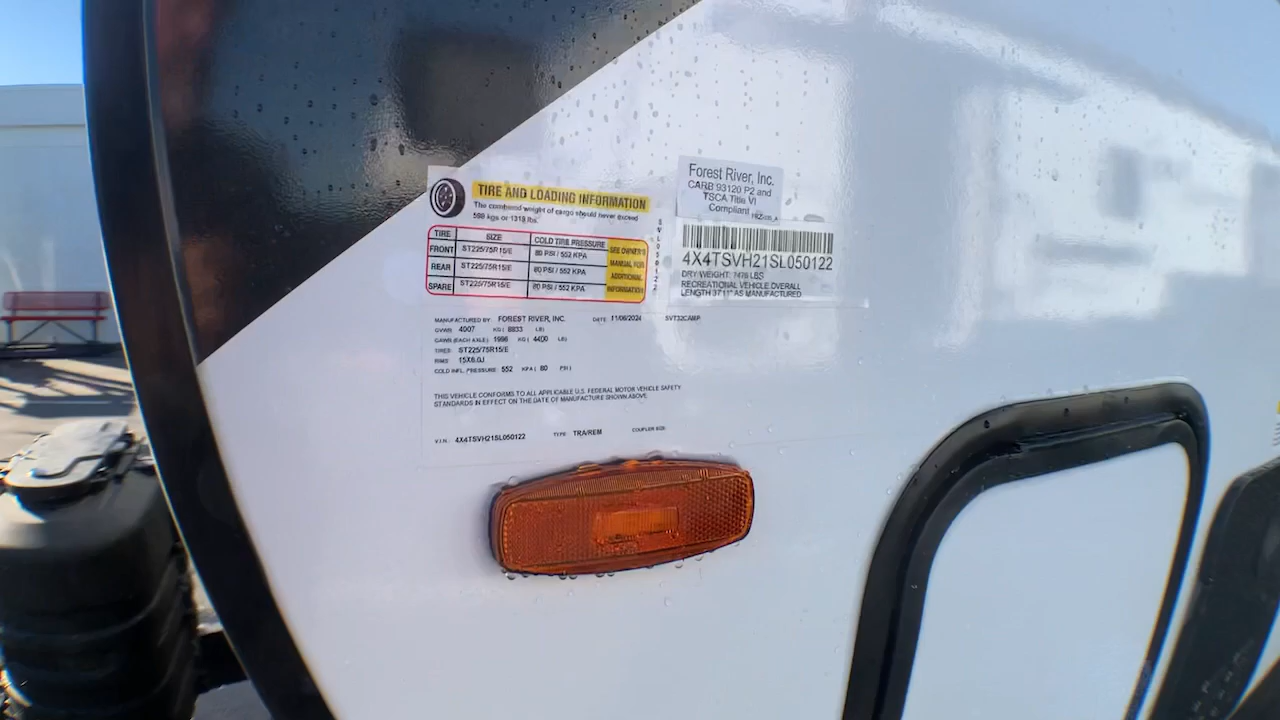 TIRE AND LOADING INFORMATION
The combined weight of cargo should never exceed
598 kgs or 1319 lbs.
TIRE SIZE COLD TIRE PRESSURE SEE OWNER'S MANUAL FOR ADDITIONAL INFORMATION
FRONT ST225/75R15/E 80 PSI / 552 KPA
REAR ST225/75R15/E 80 PSI / 552 KPA
SPARE ST225/75R15/E 80 PSI / 552 KPA
Forest River, Inc.
CARB 93120 P2 and
TSCA Title VI
Compliant
4X4TSVH21SL050122
DRY WEIGHT: 7476 LBS
RECREATIONAL VEHICLE OVERALL
LENGTH 37'11" AS MANUFACTURED
MANUFACTURED BY: FOREST RIVER, INC. DATE: 11/06/2024 SVT32CAMP
GVWR: 4007 KG ( 8833 LB)
GAWR (EACH AXLE): 1996 KG ( 4400 LB)
TIRES: ST225/75R15/E
RIMS: 15X6.0J
COLD INFL. PRESSURE: 552 KPA ( 80 PSI )
THIS VEHICLE CONFORMS TO ALL APPLICABLE U.S. FEDERAL MOTOR VEHICLE SAFETY
STANDARDS IN EFFECT ON THE DATE OF MANUFACTURE SHOWN ABOVE.
V.I.N.: 4X4TSVH21SL050122 TYPE: TRA/REM COUPLER SIZE: